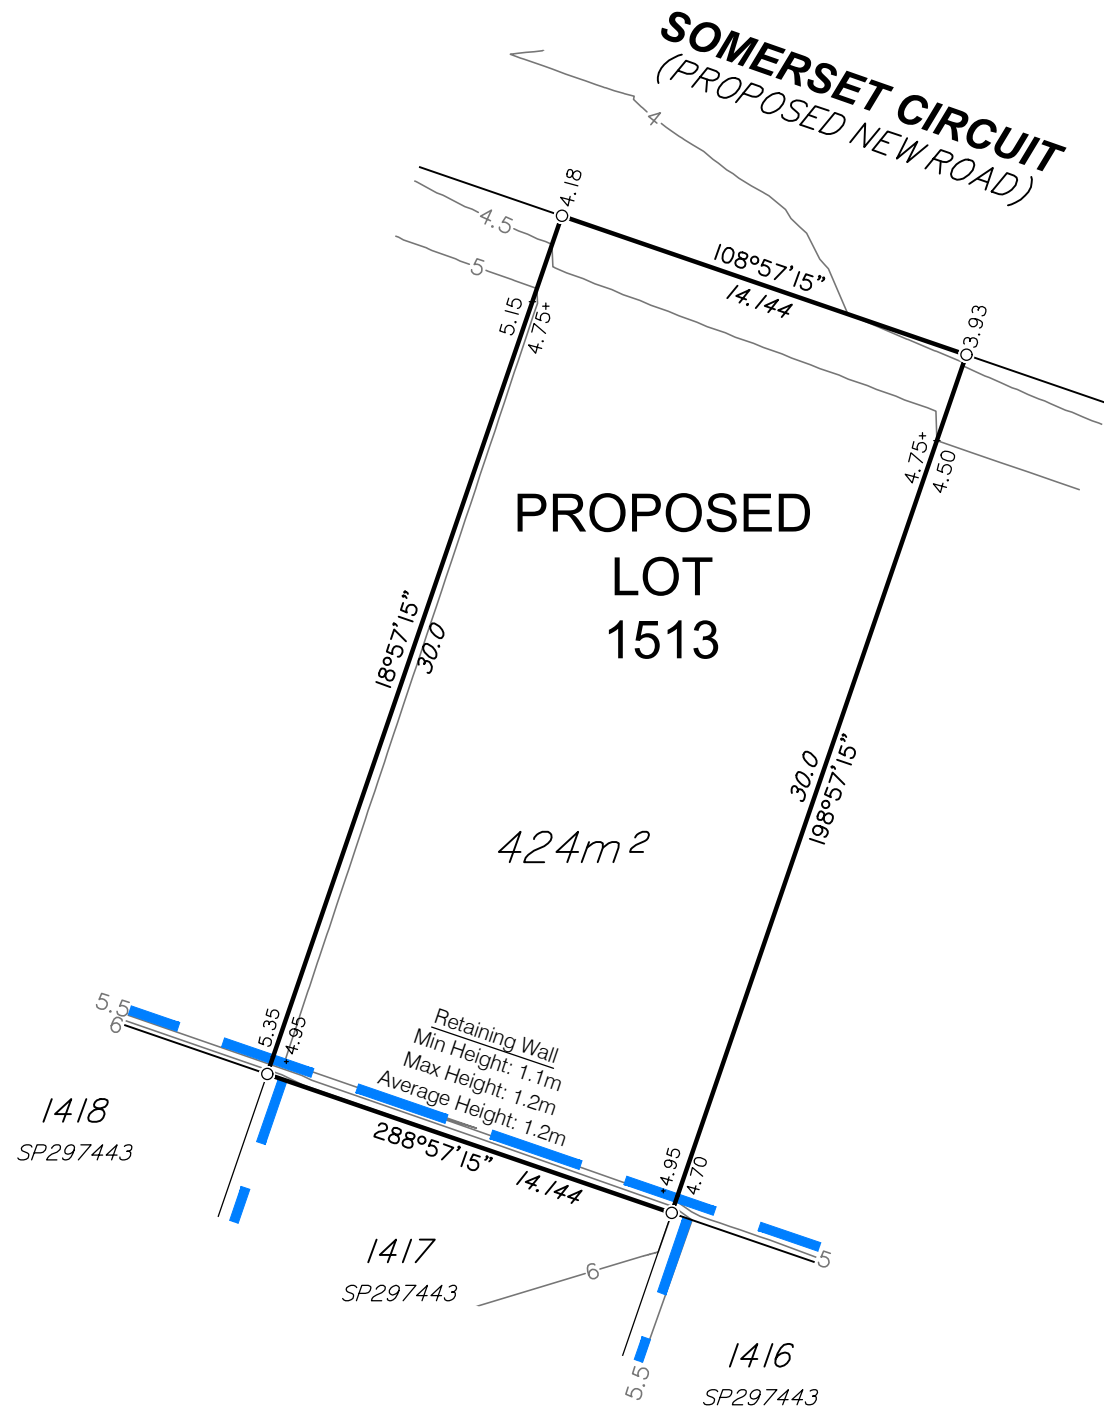 SOMERSET CIRCUIT
(PROPOSED NEW ROAD)
4
4.18
4.5
5
108°57'15"
14.144
3.93
5.15
4.75+
4.75+
4.50
PROPOSED
LOT
1513
18°57'15"
30.0
30.0
198°57'15"
424m²
5.5
6
5.35
4.95
Retaining Wall
Min Height: 1.1m
Max Height: 1.2m
Average Height: 1.2m
288°57'15"
14.144
4.95
4.70
1418
SP297443
1417
SP297443
6
5
5.5
1416
SP297443